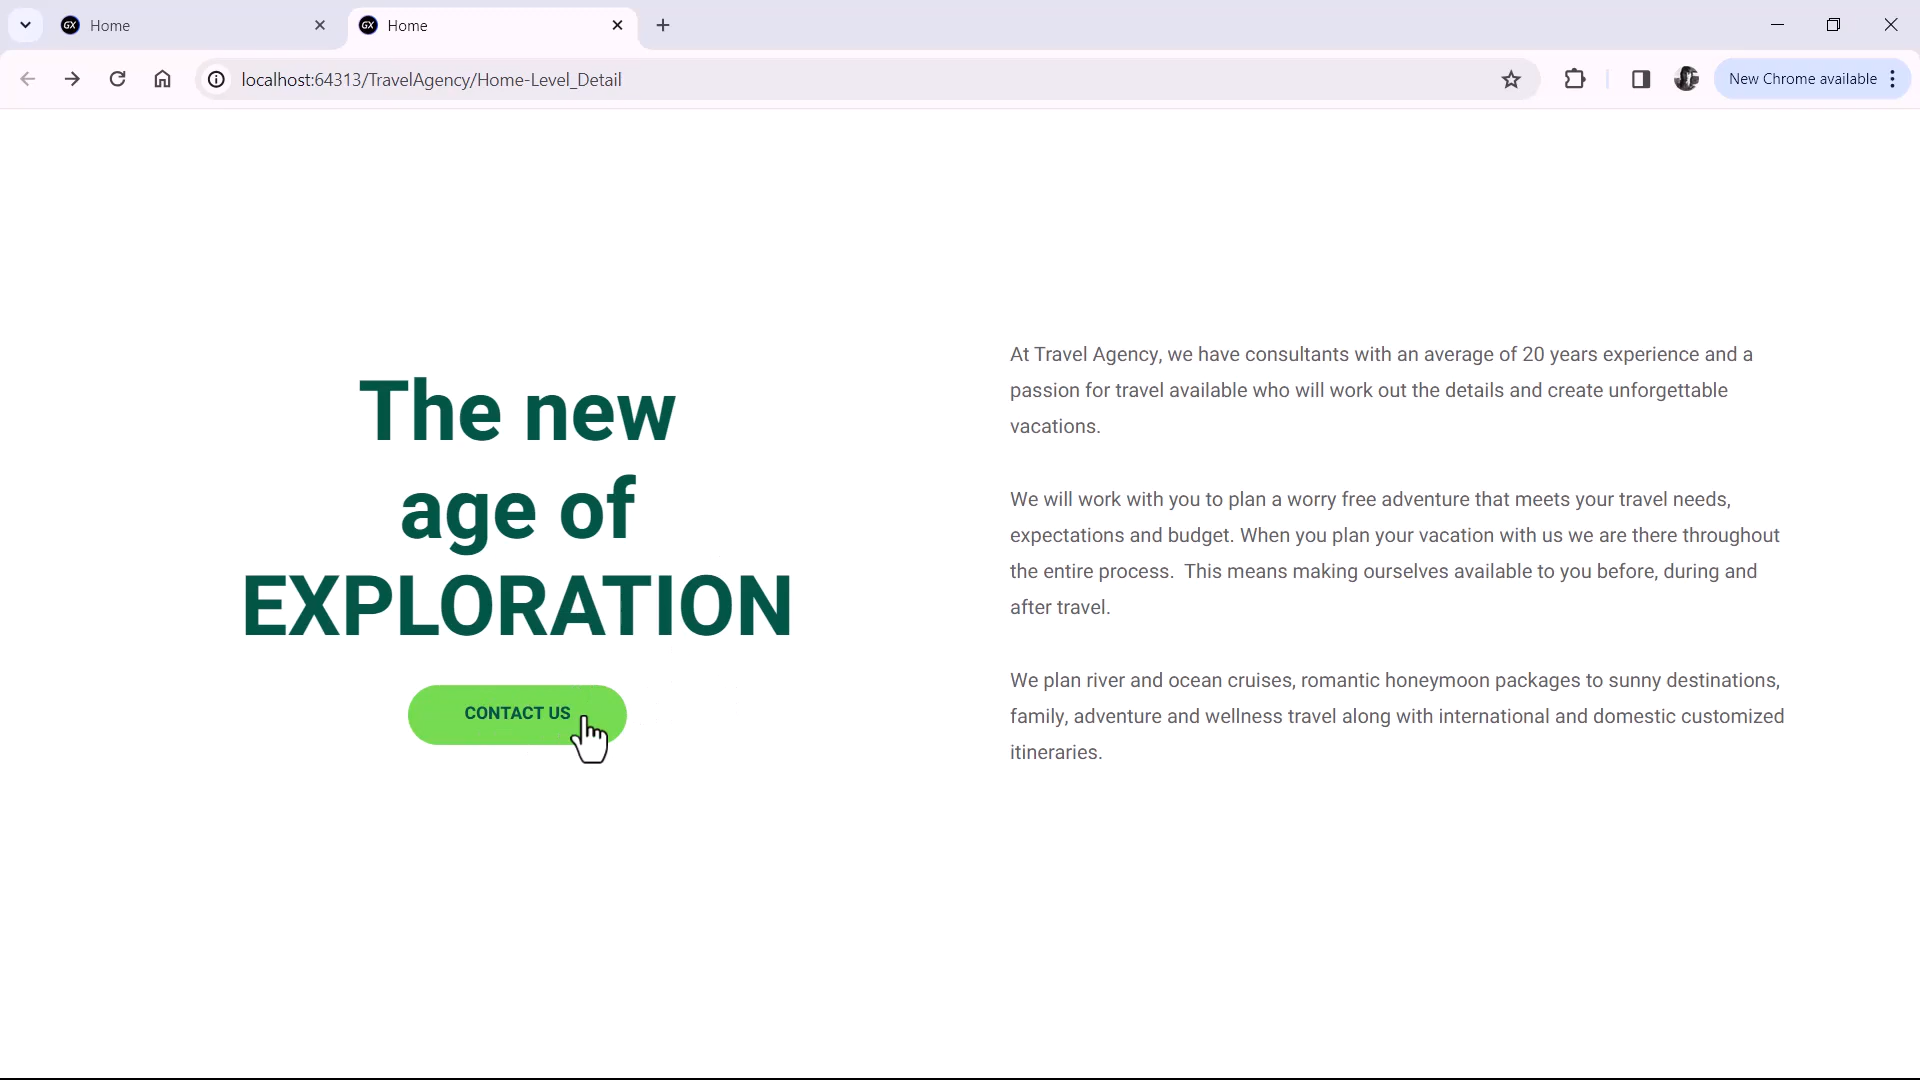 GX Home
GX Home
localhost:64313/TravelAgency/Home-Level_Detail
New Chrome available
The new
age of
EXPLORATION
CONTACT US
At Travel Agency, we have consultants with an average of 20 years experience and a
passion for travel available who will work out the details and create unforgettable
vacations.
We will work with you to plan a worry free adventure that meets your travel needs,
expectations and budget. When you plan your vacation with us we are there throughout
the entire process.  This means making ourselves available to you before, during and
after travel.
We plan river and ocean cruises, romantic honeymoon packages to sunny destinations,
family, adventure and wellness travel along with international and domestic customized
itineraries.